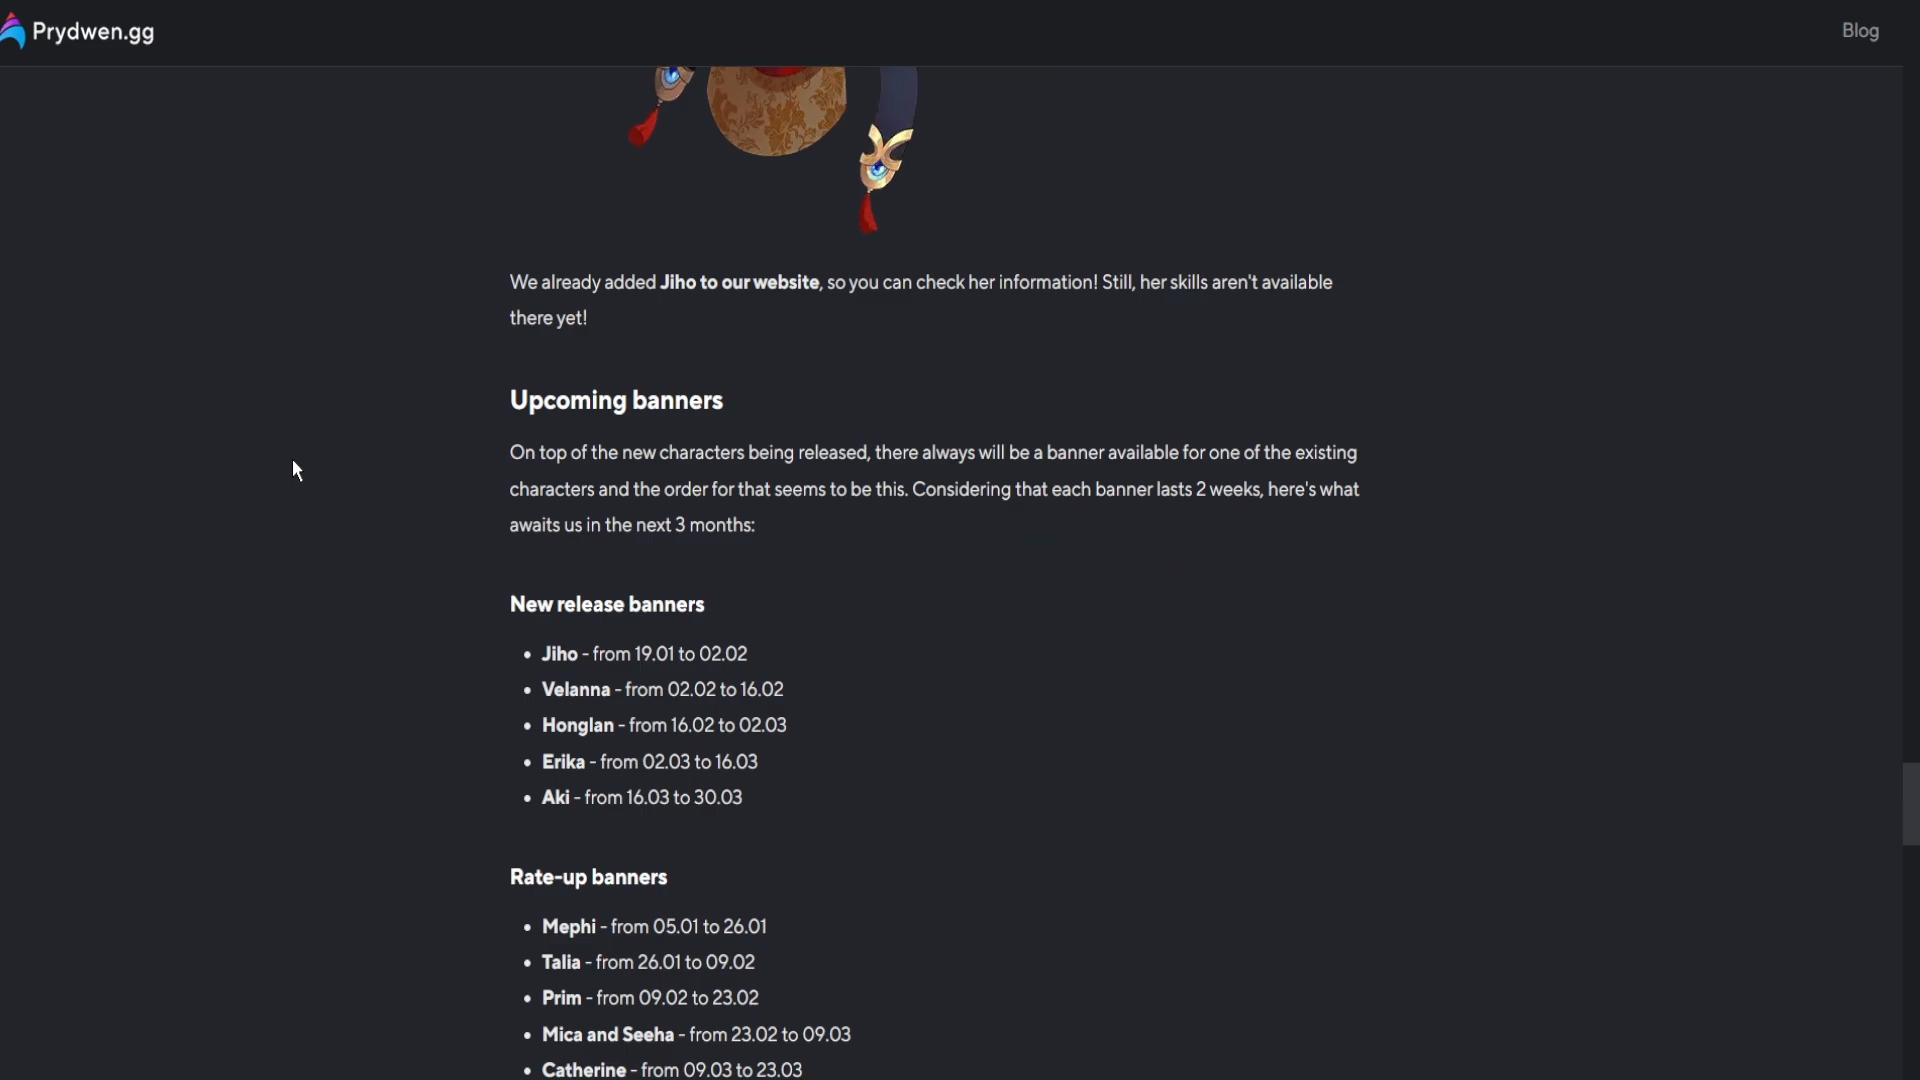 Prydwen.gg
Blog
We already added Jiho to our website, so you can check her information! Still, her skills aren't available
there yet!
Upcoming banners
On top of the new characters being released, there always will be a banner available for one of the existing
characters and the order for that seems to be this. Considering that each banner lasts 2 weeks, here's what
awaits us in the next 3 months:
New release banners
• Jiho - from 19.01 to 02.02
• Velanna - from 02.02 to 16.02
• Honglan - from 16.02 to 02.03
• Erika - from 02.03 to 16.03
• Aki - from 16.03 to 30.03
Rate-up banners
• Mephi - from 05.01 to 26.01
• Talia - from 26.01 to 09.02
• Prim - from 09.02 to 23.02
• Mica and Seeha - from 23.02 to 09.03
• Catherine - from 09.03 to 23.03